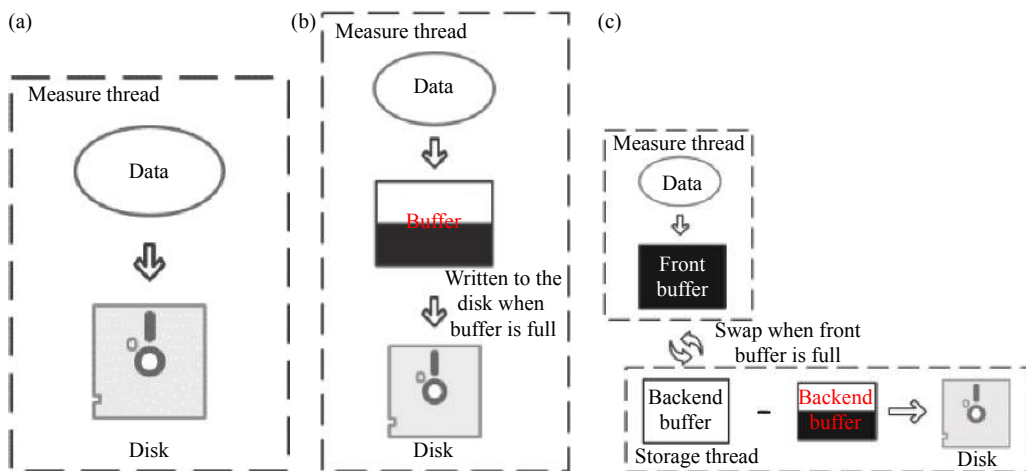 (a)
Measure thread
Data
Disk
(b)
Measure thread
Data
Buffer
Written to the
disk when
buffer is full
Disk
(c)
Measure thread
Data
Front
buffer
Swap when front
buffer is full
Backend
buffer
Backend
buffer
Storage thread
Disk